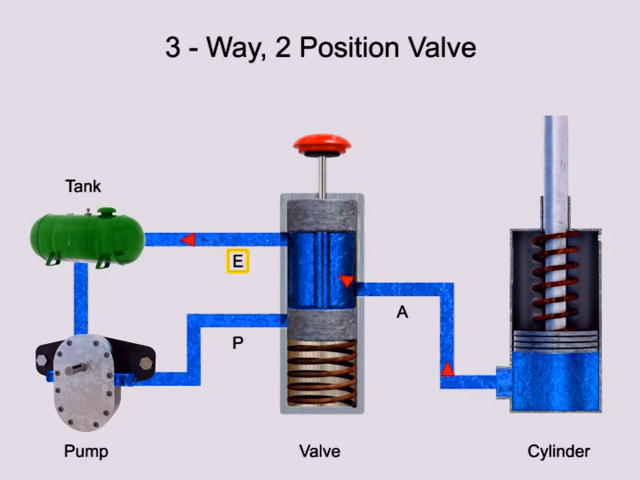 3 - Way, 2 Position Valve
Tank
E
A
P
Pump
Valve
Cylinder